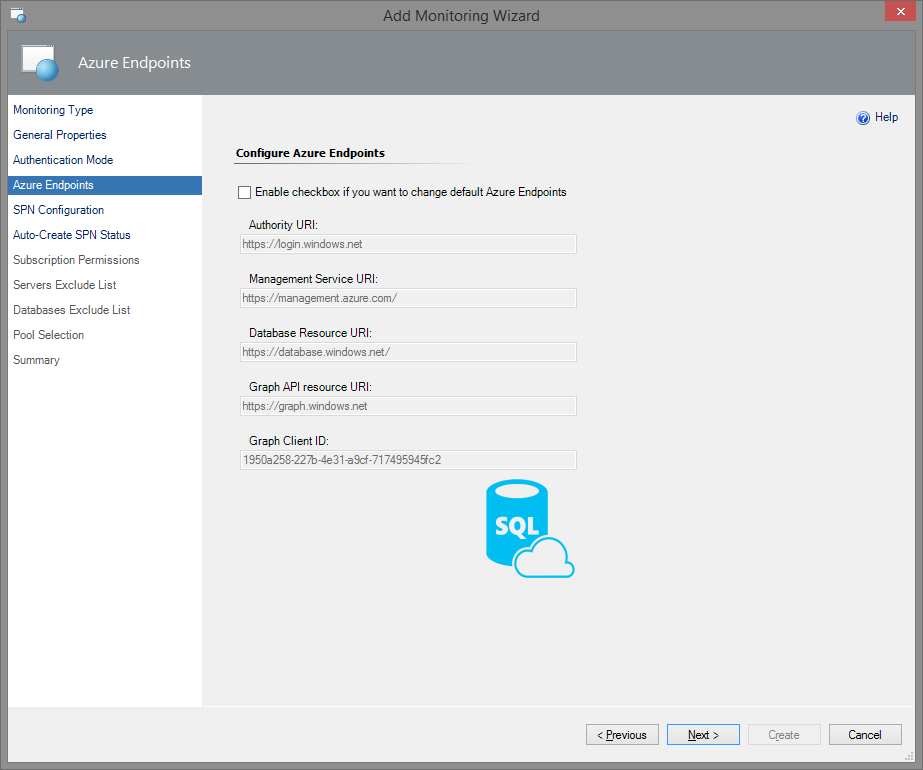 Add Monitoring Wizard
Azure Endpoints
Monitoring Type
General Properties
Authentication Mode
Azure Endpoints
SPN Configuration
Auto-Create SPN Status
Subscription Permissions
Servers Exclude List
Databases Exclude List
Pool Selection
Summary
Help
Configure Azure Endpoints
Enable checkbox if you want to change default Azure Endpoints
Authority URI:
https://login.windows.net
Management Service URI:
https://management.azure.com/
Database Resource URI:
https://database.windows.net/
Graph API resource URI:
https://graph.windows.net
Graph Client ID:
1950a258-227b-4e31-a9cf-717495945fc2
SQL
< Previous
Next >
Create
Cancel